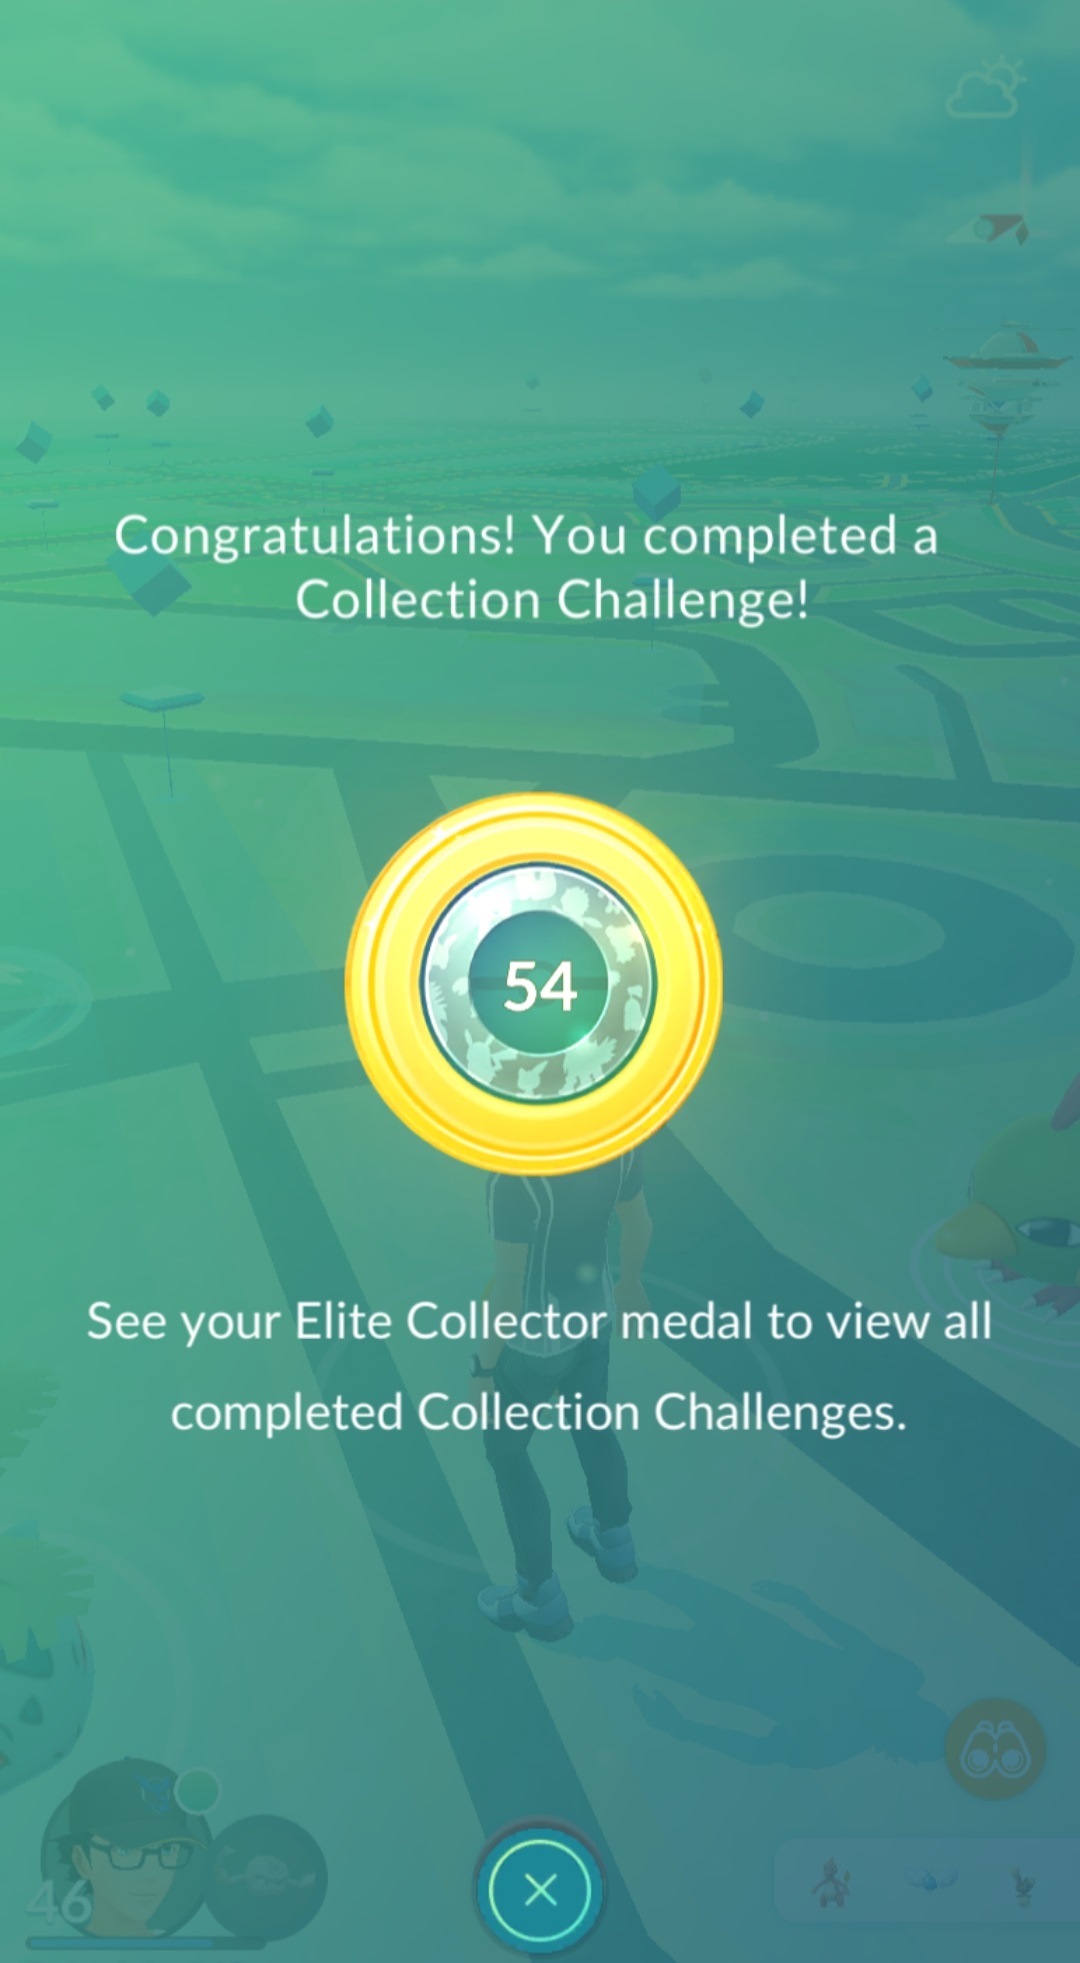 Congratulations! You completed a
Collection Challenge!
54
See your Elite Collector medal to view all
completed Collection Challenges.
46